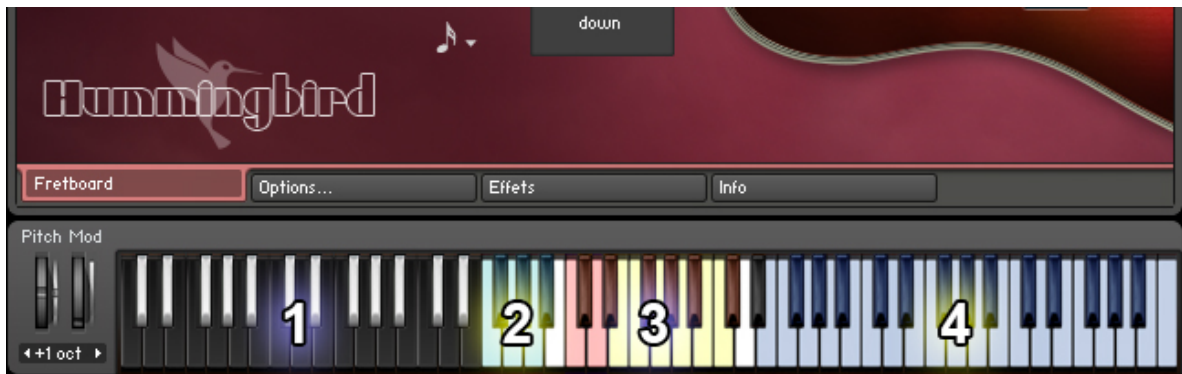 down
Hummingbird
Fretboard
Options...
Effets
Info
Pitch Mod
+1 oct
1
2
3
4